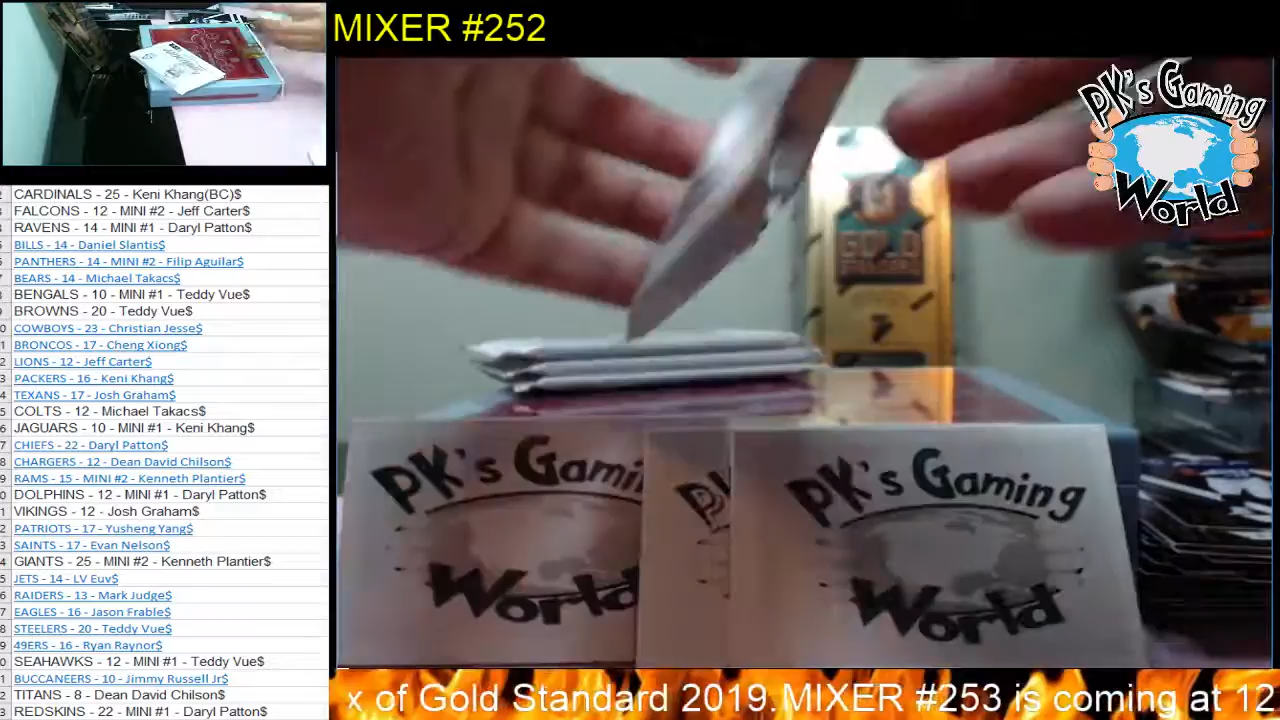 MIXER #252
PK's Gaming
World
CARDINALS - 25 - Keni Khang(BC)$
FALCONS - 12 - MINI #2 - Jeff Carter$
RAVENS - 14 - MINI #1 - Daryl Patton$
BILLS - 14 - Daniel Slantis$
PANTHERS - 14 - MINI #2 - Filip Aguilar$
BEARS - 14 - Michael Takacs$
BENGALS - 10 - MINI #1 - Teddy Vue$
BROWNS - 20 - Teddy Vue$
COWBOYS - 23 - Christian Jesse$
BRONCOS - 17 - Cheng Xiong$
LIONS - 12 - Jeff Carter$
PACKERS - 16 - Keni Khang$
TEXANS - 17 - Josh Graham$
COLTS - 12 - Michael Takacs$
JAGUARS - 10 - MINI #1 - Keni Khang$
CHIEFS - 22 - Daryl Patton$
CHARGERS - 12 - Dean David Chilson$
RAMS - 15 - MINI #2 - Kenneth Plantier$
DOLPHINS - 12 - MINI #1 - Daryl Patton$
VIKINGS - 12 - Josh Graham$
PATRIOTS - 17 - Yusheng Yang$
SAINTS - 17 - Evan Nelson$
GIANTS - 25 - MINI #2 - Kenneth Plantier$
JETS - 14 - LV Euv$
RAIDERS - 13 - Mark Judge$
EAGLES - 16 - Jason Frable$
STEELERS - 20 - Teddy Vue$
49ERS - 16 - Ryan Raynor$
SEAHAWKS - 12 - MINI #1 - Teddy Vue$
BUCCANEERS - 10 - Jimmy Russell Jr$
TITANS - 8 - Dean David Chilson$
REDSKINS - 22 - MINI #1 - Daryl Patton$
GOLD
PK's Gami
World
PK
PK's Gaming
World
x of Gold Standard 2019. MIXER #253 is coming at 12